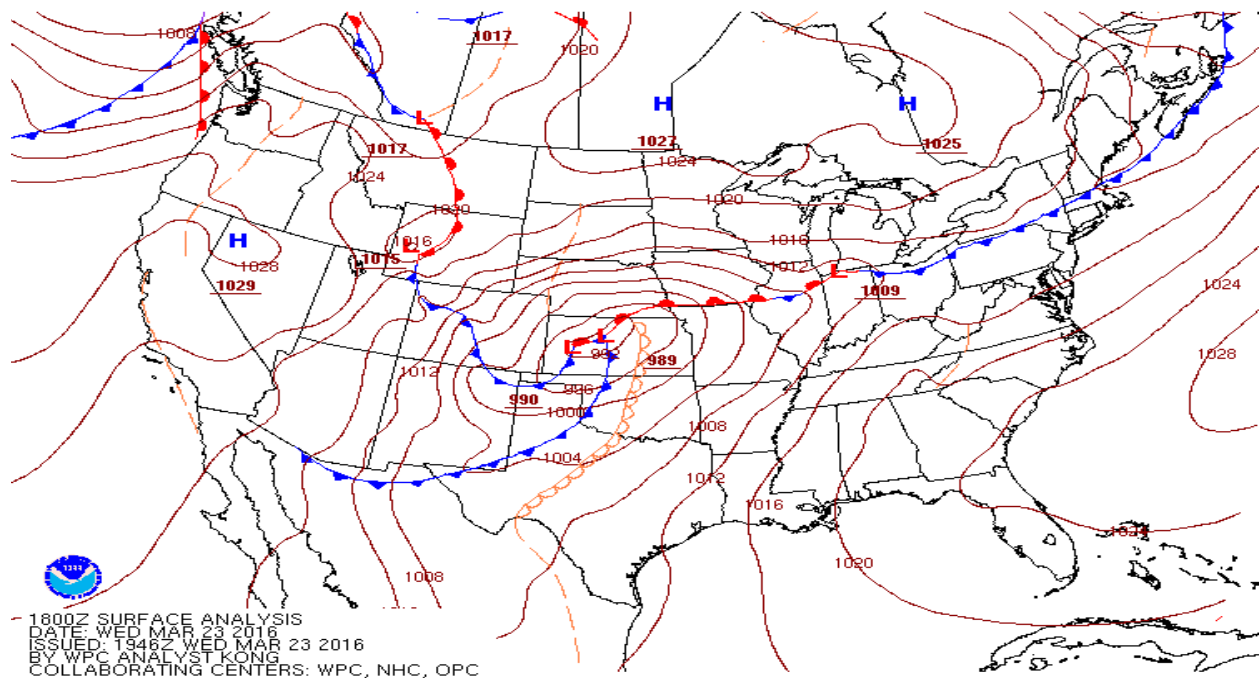 1008
1017
1020
H
H
L
1027
1025
1017
1024
1024
1020
1020
H
L
1016
1016
1028
1015
1012
L
1029
1009
1024
L
L
992
989
1028
1012
996
990
1000
1008
1004
1012
1016
1024
1020
1008
1800Z SURFACE ANALYSIS
DATE: WED MAR 23 2016
ISSUED: 1946Z WED MAR 23 2016
BY WPC ANALYST KONG
COLLABORATING CENTERS: WPC, NHC, OPC